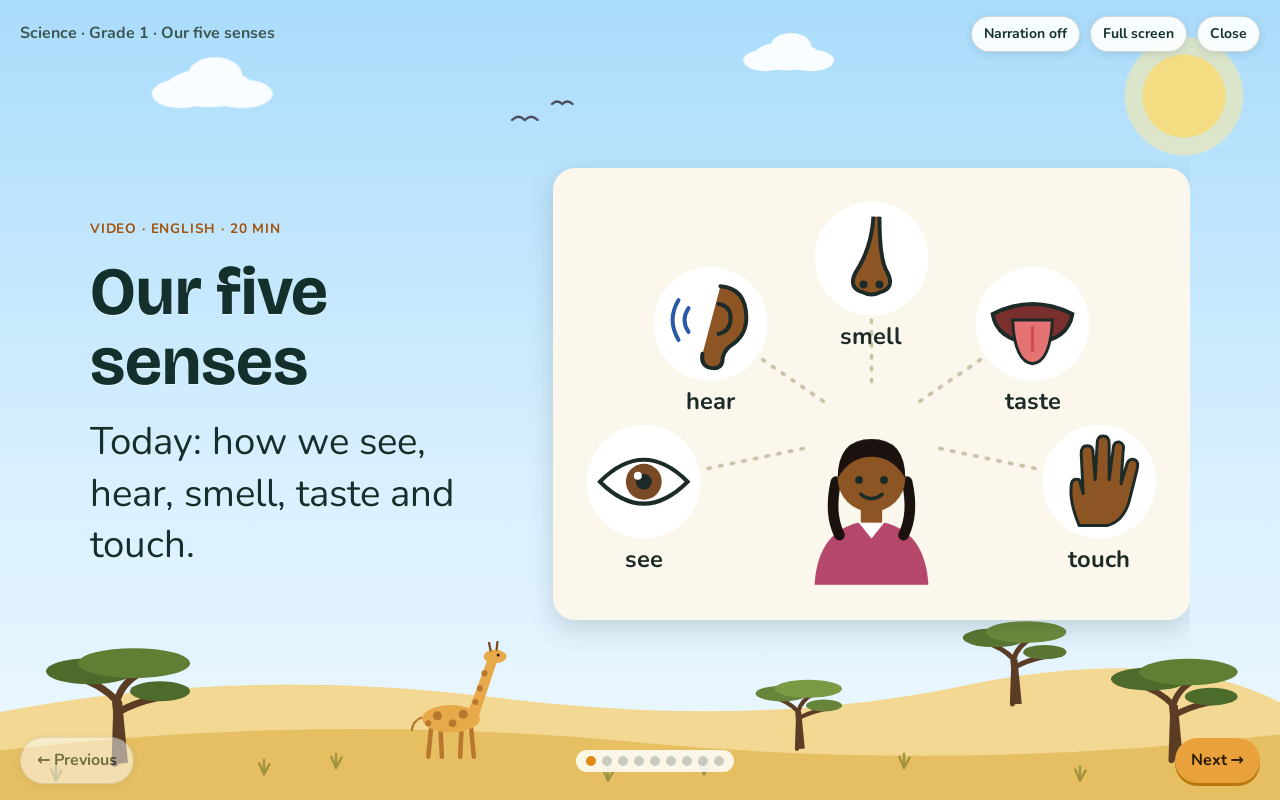 Science · Grade 1 · Our five senses
Narration off
Full screen
Close
VIDEO · ENGLISH · 20 MIN
Our five
senses
Today: how we see,
hear, smell, taste and
touch.
smell
hear
taste
see
touch
← Previous
Next →